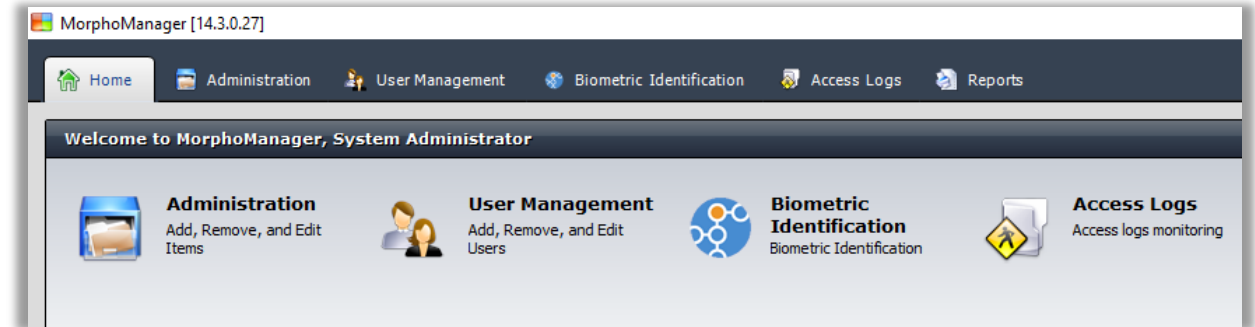 MorphoManager [14.3.0.27]
Home Administration User Management Biometric Identification Access Logs Reports
Welcome to MorphoManager, System Administrator
Administration
Add, Remove, and Edit
Items
User Management
Add, Remove, and Edit
Users
Biometric
Identification
Biometric Identification
Access Logs
Access logs monitoring